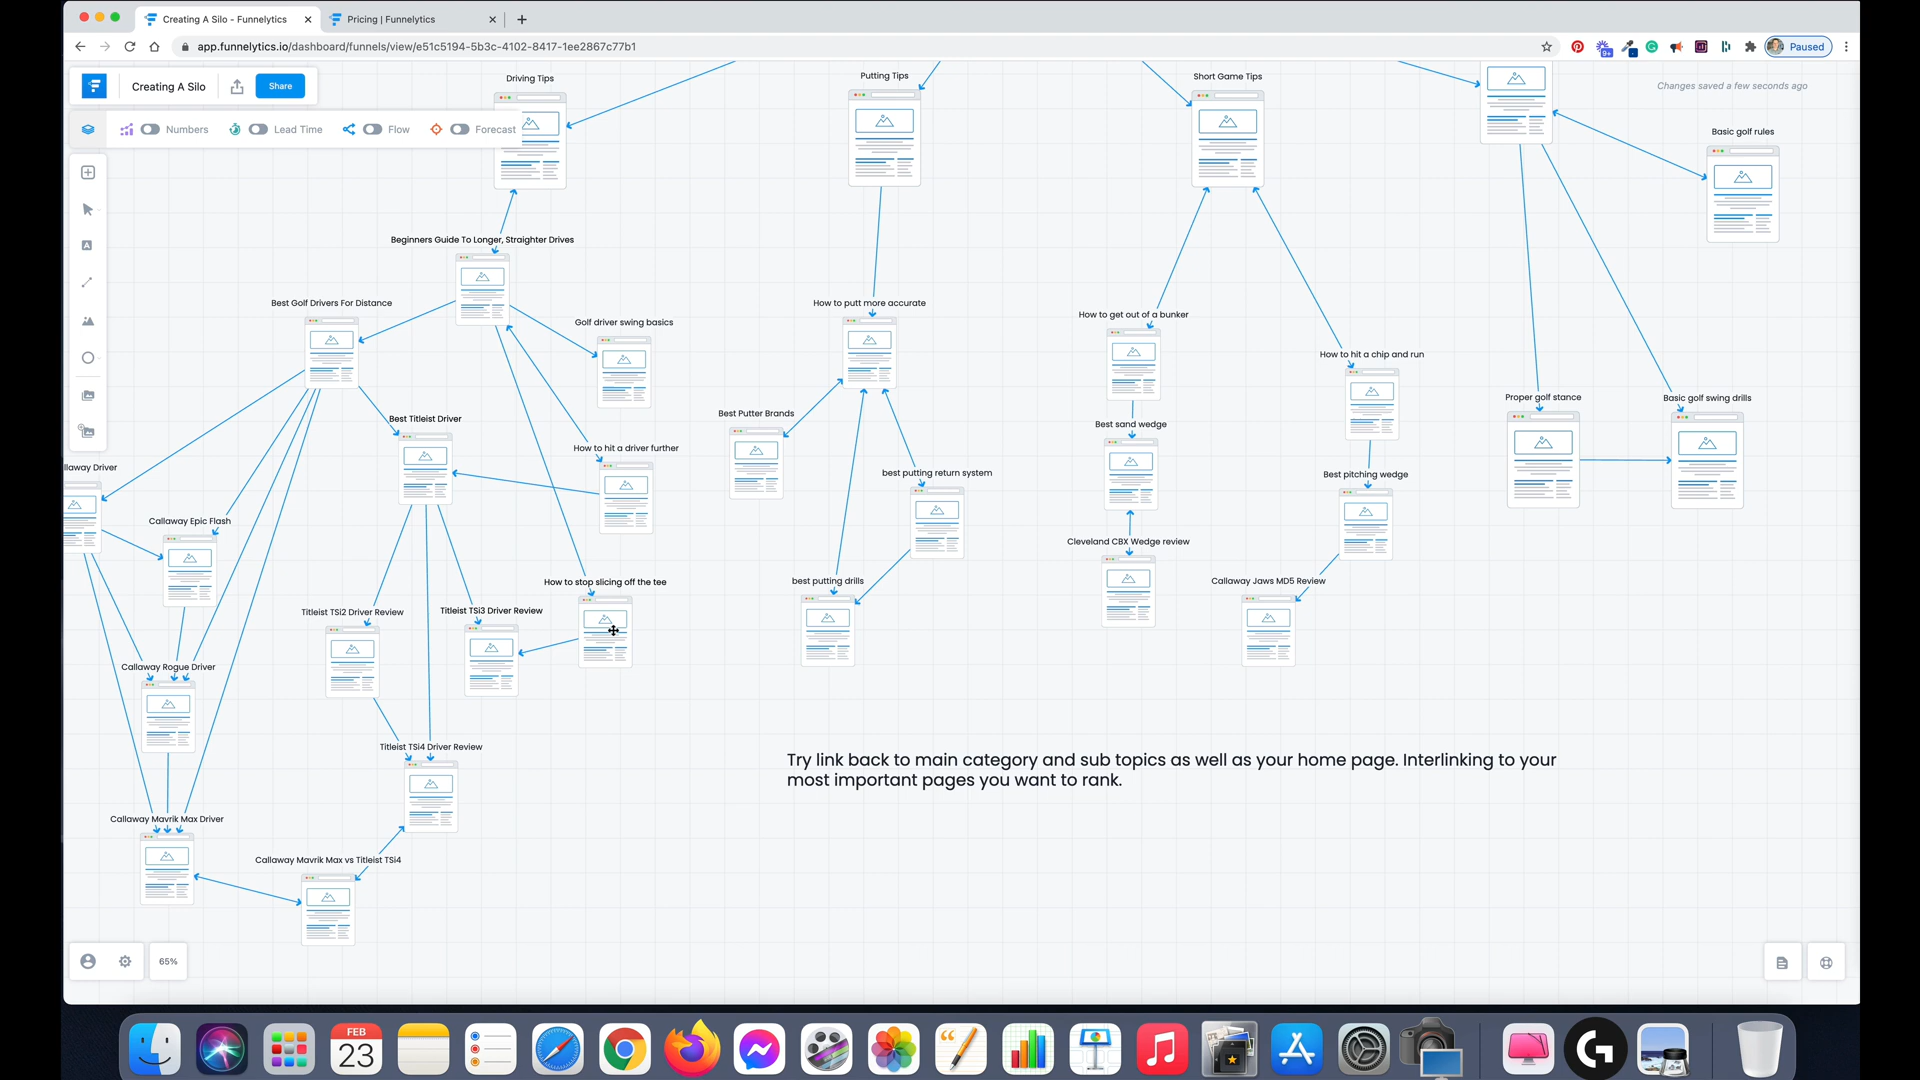 Creating A Silo - Funnelytics
Pricing | Funnelytics
app.funnelytics.io/dashboard/funnels/view/e51c5194-5b3c-4102-8417-1ee2867c77b1
9+
Paused
Creating A Silo
Share
Changes saved a few seconds ago
Numbers
Lead Time
Flow
Forecast
Driving Tips
Putting Tips
Short Game Tips
Basic golf rules
Beginners Guide To Longer, Straighter Drives
Best Golf Drivers For Distance
Golf driver swing basics
How to putt more accurate
How to get out of a bunker
How to hit a chip and run
Proper golf stance
Basic golf swing drills
Best Titleist Driver
Best Putter Brands
Best sand wedge
How to hit a driver further
best putting return system
Best pitching wedge
llaway Driver
Callaway Epic Flash
Cleveland CBX Wedge review
How to stop slicing off the tee
best putting drills
Callaway Jaws MD5 Review
Titleist TSi2 Driver Review
Titleist TSi3 Driver Review
Callaway Rogue Driver
Titleist TSi4 Driver Review
Try link back to main category and sub topics as well as your home page. Interlinking to your
most important pages you want to rank.
Callaway Mavrik Max Driver
Callaway Mavrik Max vs Titleist TSi4
65%
FEB
23